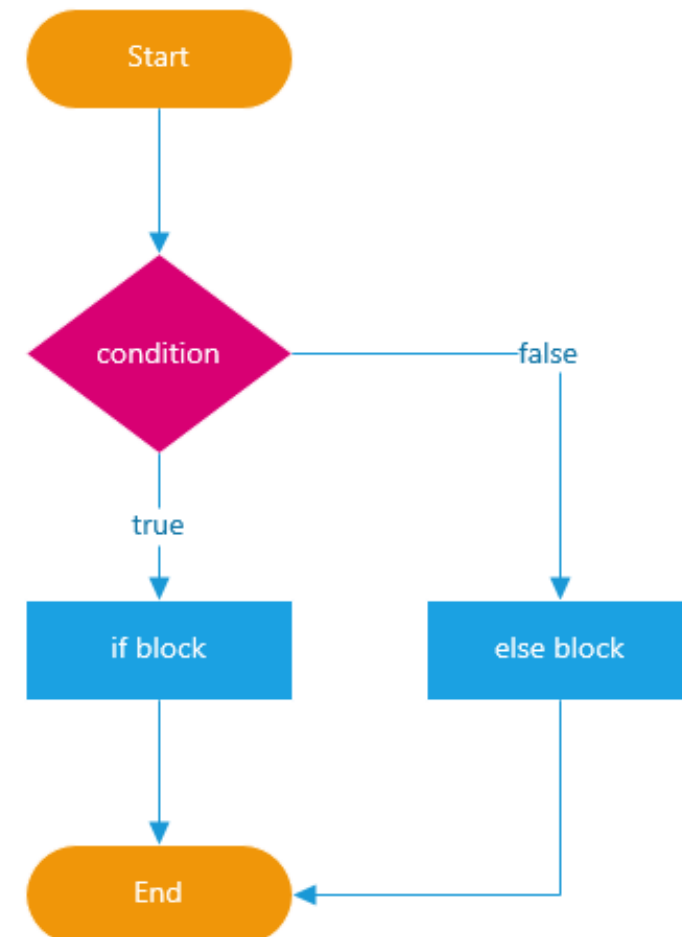 Start
condition
false
true
if block
else block
End